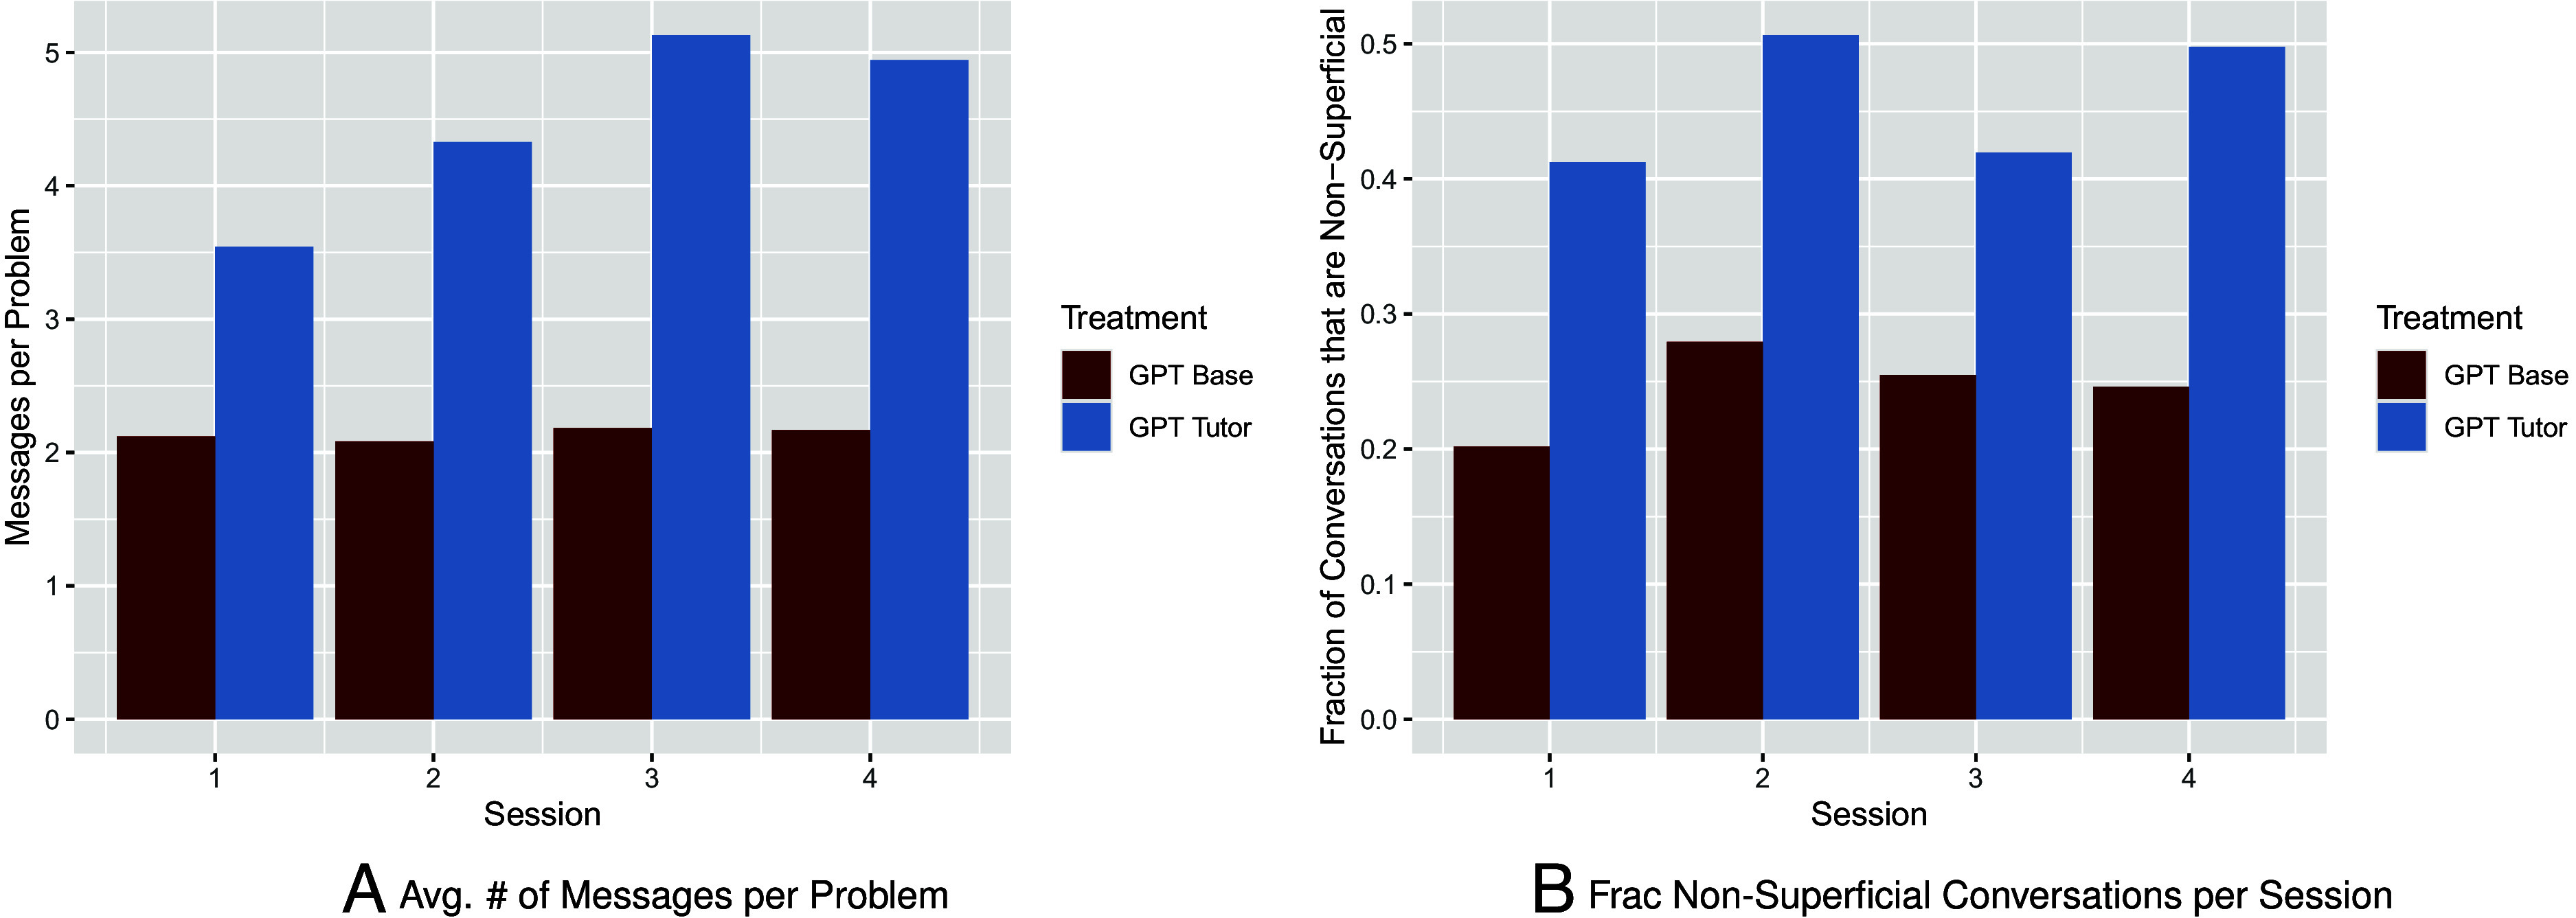 Messages per Problem
5
4
3
2
1
0
1 2 3 4
Session
Treatment
GPT Base
GPT Tutor
A Avg. # of Messages per Problem
Fraction of Conversations that are Non–Superficial
0.5
0.4
0.3
0.2
0.1
0.0
1 2 3 4
Session
Treatment
GPT Base
GPT Tutor
B Frac Non-Superficial Conversations per Session